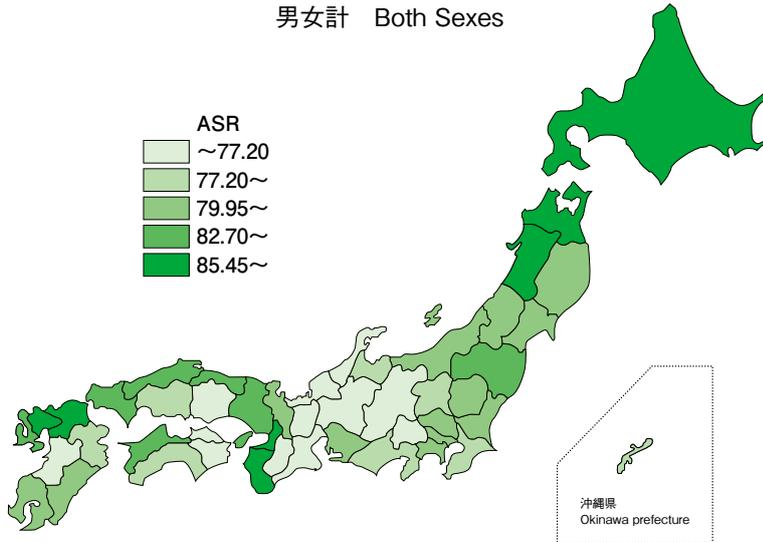 男女計　Both Sexes
ASR
～77.20
77.20～
79.95～
82.70～
85.45～
沖縄県
Okinawa prefecture